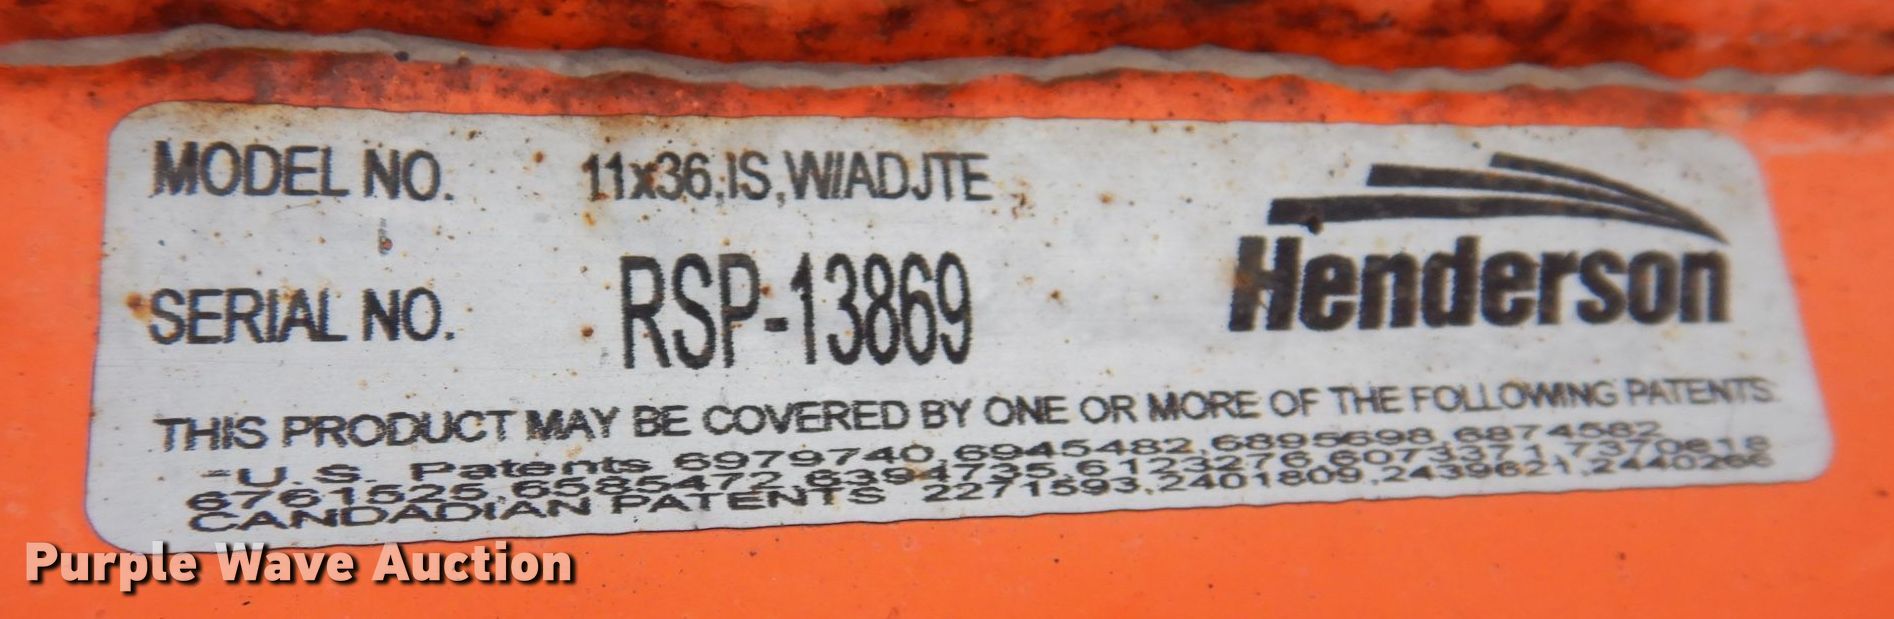 MODEL NO. 11x36,IS,W/ADJTE
Henderson
SERIAL NO. RSP-13869
THIS PRODUCT MAY BE COVERED BY ONE OR MORE OF THE FOLLOWING PATENTS:
-U.S. Patents 6979740,6945482,6895698,6874582
6761525,6585472,6394735,6123276,6073371,7370818
CANDADIAN PATENTS 2271593,2401809,2439621,2440266
Purple Wave Auction